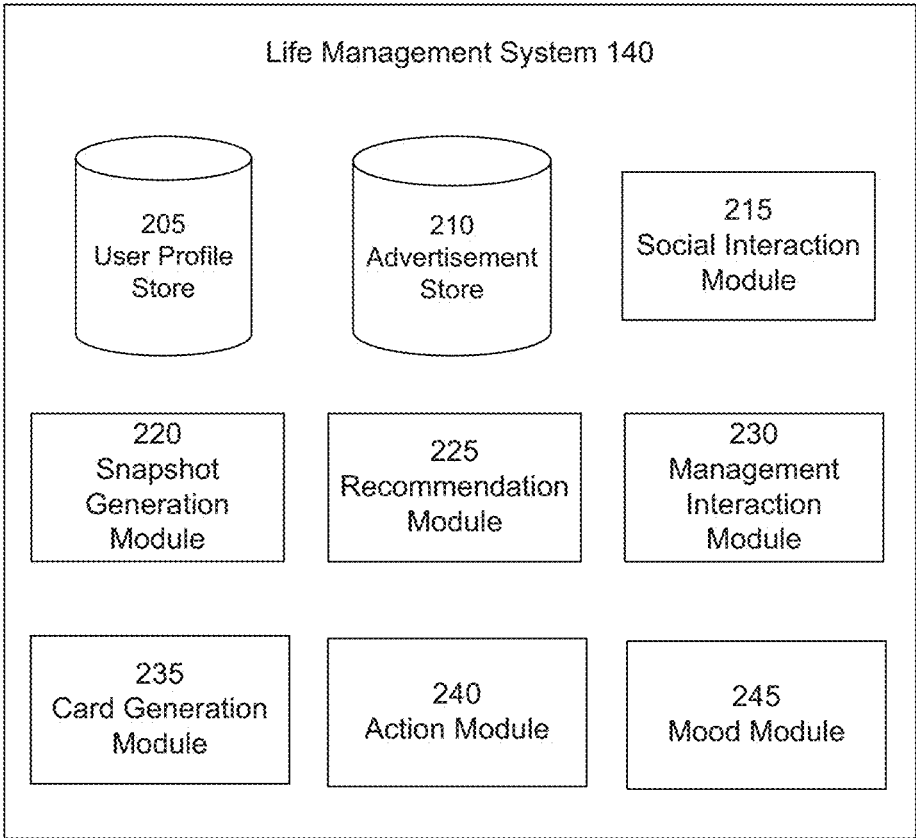 Life Management System 140
205
User Profile
Store
210
Advertisement
Store
215
Social Interaction
Module
220
Snapshot
Generation
Module
225
Recommendation
Module
230
Management
Interaction
Module
235
Card Generation
Module
240
Action Module
245
Mood Module